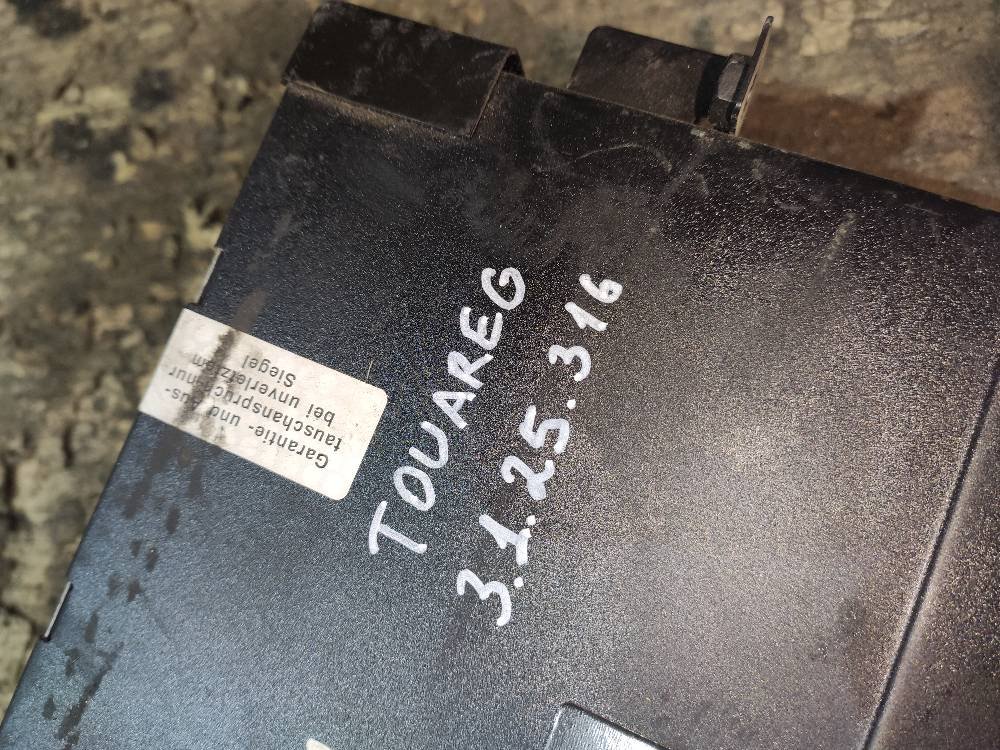 TOUAREG
3.1.25.316
Garantie- und Aus-
tauschanspruch nur
bei unverletztem
Siegel